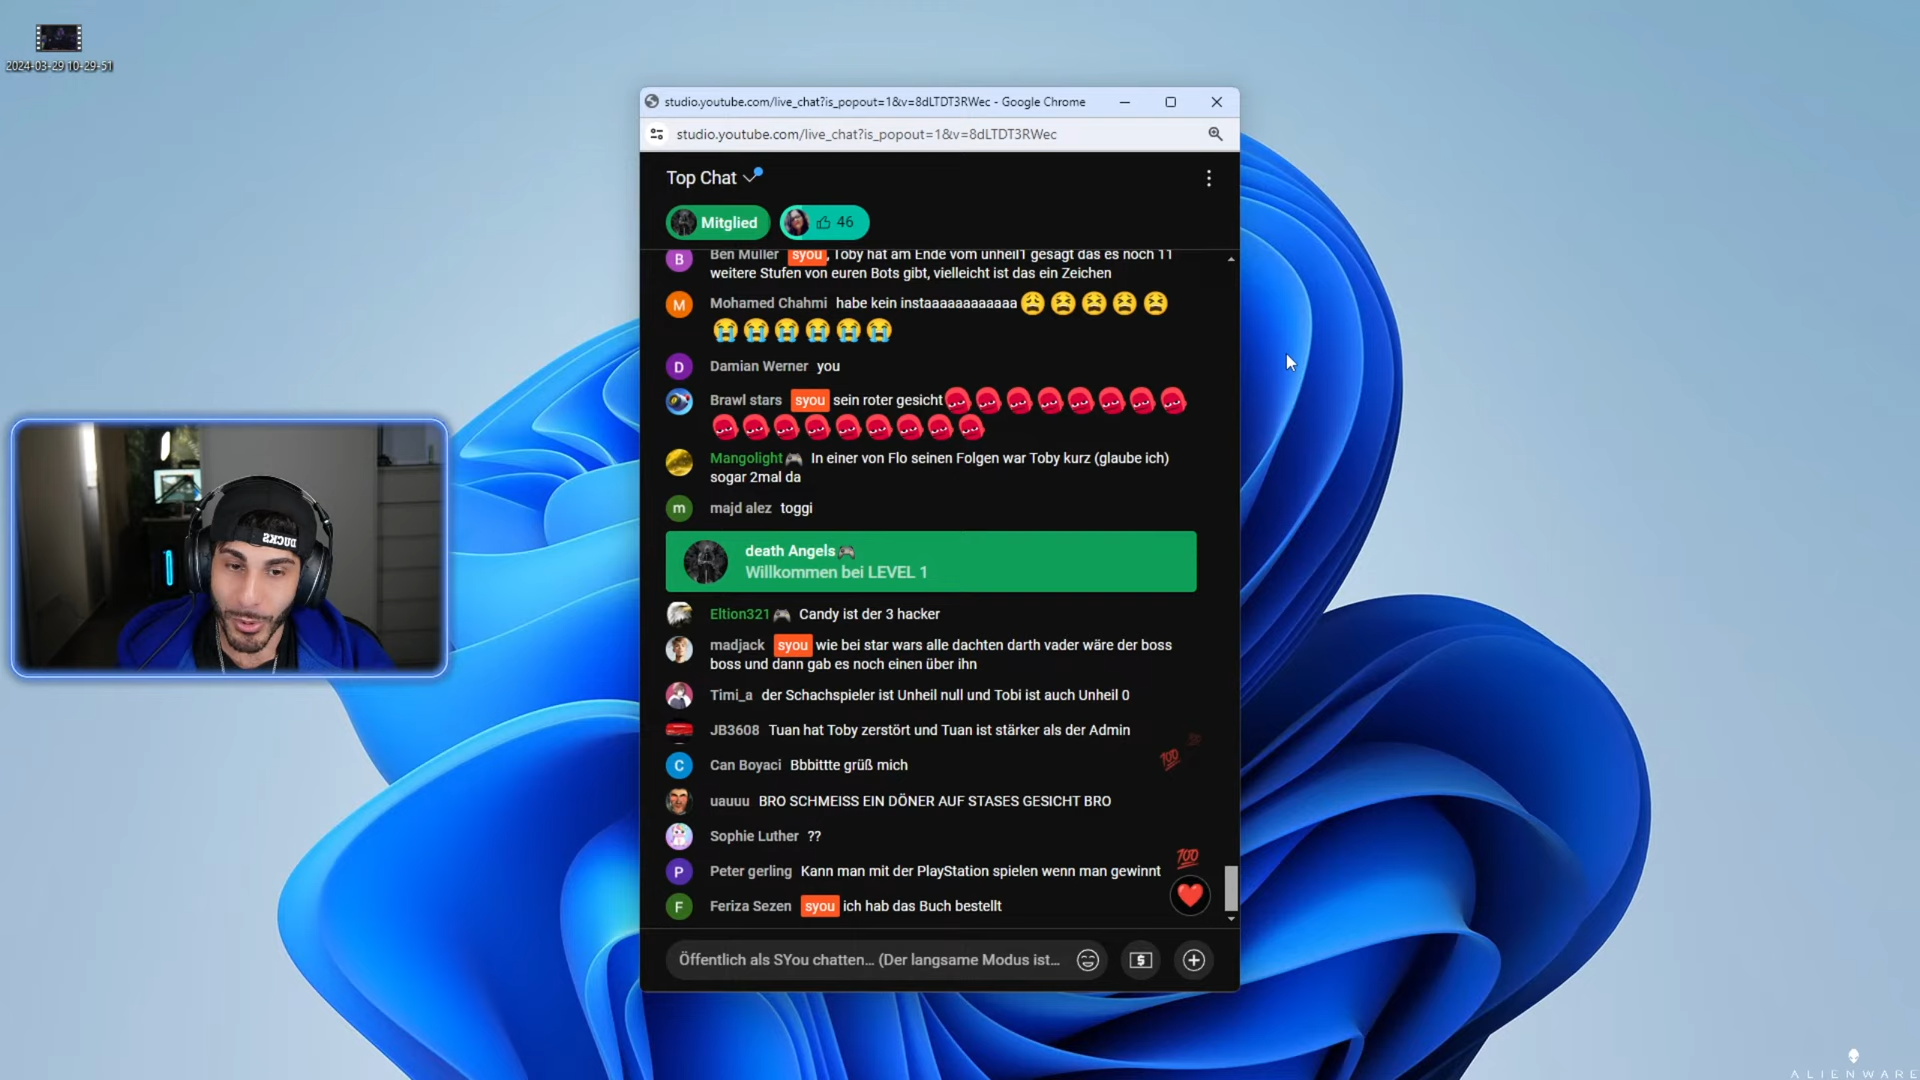 2024-03-29 10-29-51
studio.youtube.com/live_chat?is_popout=1&v=8dLTDT3RWec - Google Chrome
studio.youtube.com/live_chat?is_popout=1&v=8dLTDT3RWec
Top Chat
Mitglied
46
Ben Müller syou, Toby hat am Ende vom unheil1 gesagt das es noch 11
weitere Stufen von euren Bots gibt, vielleicht ist das ein Zeichen
Mohamed Chahmi habe kein instaaaaaaaaaaaa 😩 😫 😫 😫 😫
😭 😭 😭 😭 😭 😭
D Damian Werner you
Brawl stars syou sein roter gesicht
Mangolight 🎮 In einer von Flo seinen Folgen war Toby kurz (glaube ich)
sogar 2mal da
m majd alez toggi
death Angels 🎮
Willkommen bei LEVEL 1
Eltion321 🎮 Candy ist der 3 hacker
madjack syou wie bei star wars alle dachten darth vader wäre der boss
boss und dann gab es noch einen über ihn
Timi_a der Schachspieler ist Unheil null und Tobi ist auch Unheil 0
JB3608 Tuan hat Toby zerstört und Tuan ist stärker als der Admin
C Can Boyaci Bbbittte grüß mich
uauuu BRO SCHMEISS EIN DÖNER AUF STASES GESICHT BRO
Sophie Luther ??
P Peter gerling Kann man mit der PlayStation spielen wenn man gewinnt
F Feriza Sezen syou ich hab das Buch bestellt
Öffentlich als SYou chatten... (Der langsame Modus ist...
B
M
DUCKS
100
100
$
ALIENWARE